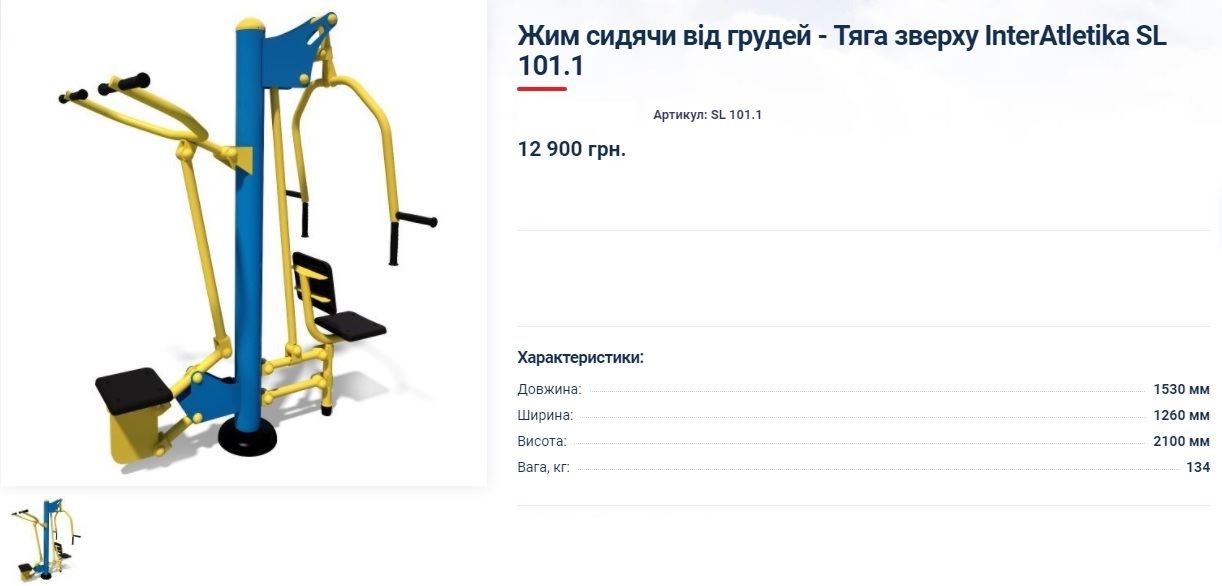 Жим сидячи від грудей - Тяга зверху InterAtletika SL
101.1
Артикул: SL 101.1
12 900 грн.
Характеристики:
Довжина: 1530 мм
Ширина: 1260 мм
Висота: 2100 мм
Вага, кг: 134